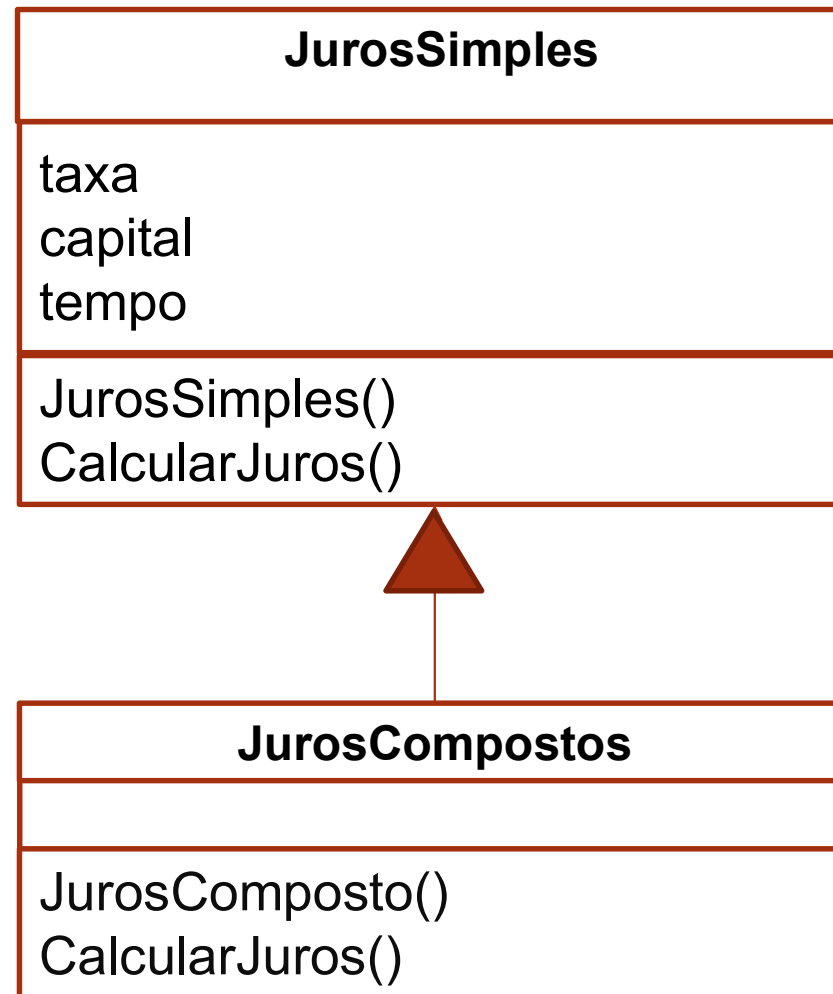 JurosSimples
taxa
capital
tempo
JurosSimples()
CalcularJuros()
JurosCompostos
JurosComposto()
CalcularJuros()